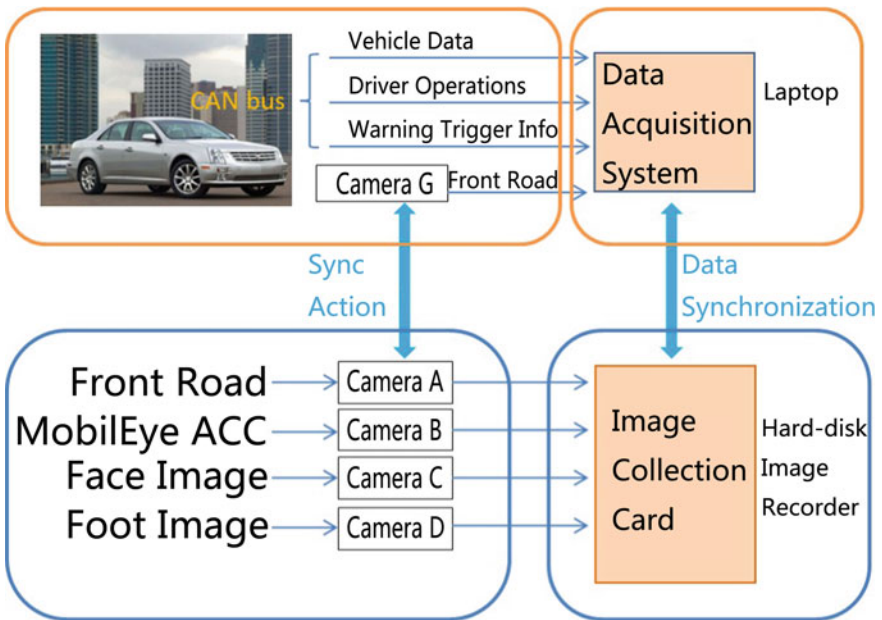 Vehicle Data
CAN bus
Driver Operations
Warning Trigger Info
Camera G
Front Road
Data
Acquisition
System
Laptop
Sync
Action
Data
Synchronization
Front Road
Camera A
MobilEye ACC
Camera B
Face Image
Camera C
Foot Image
Camera D
Image
Collection
Card
Hard-disk
Image
Recorder